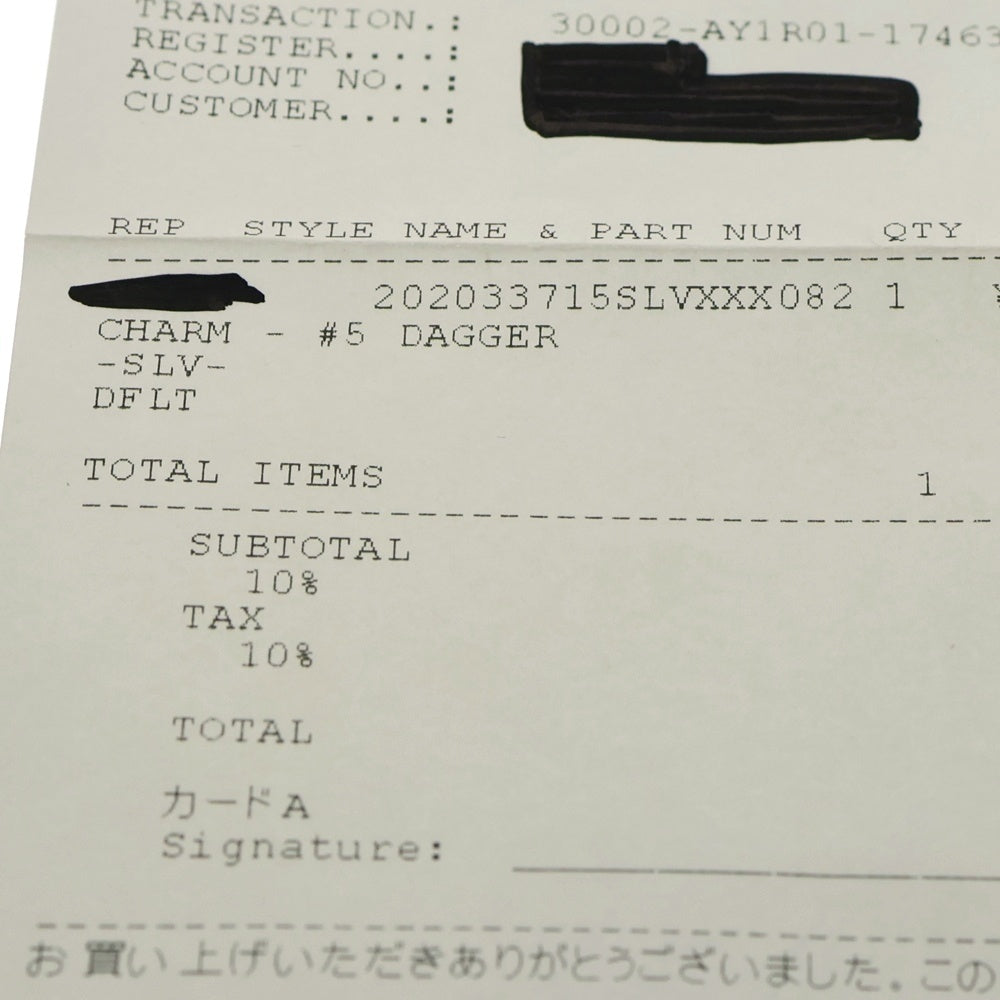 TRANSACTION.: 30002-AY1R01-17463
REGISTER....:
ACCOUNT NO..:
CUSTOMER....:
REP STYLE NAME & PART NUM QTY
202033715SLVXXX082 1 ¥
CHARM - #5 DAGGER
-SLV-
DFLT
TOTAL ITEMS 1
SUBTOTAL
10%
TAX
10%
TOTAL
カードA
Signature:
お買い上げいただきありがとうございました。この